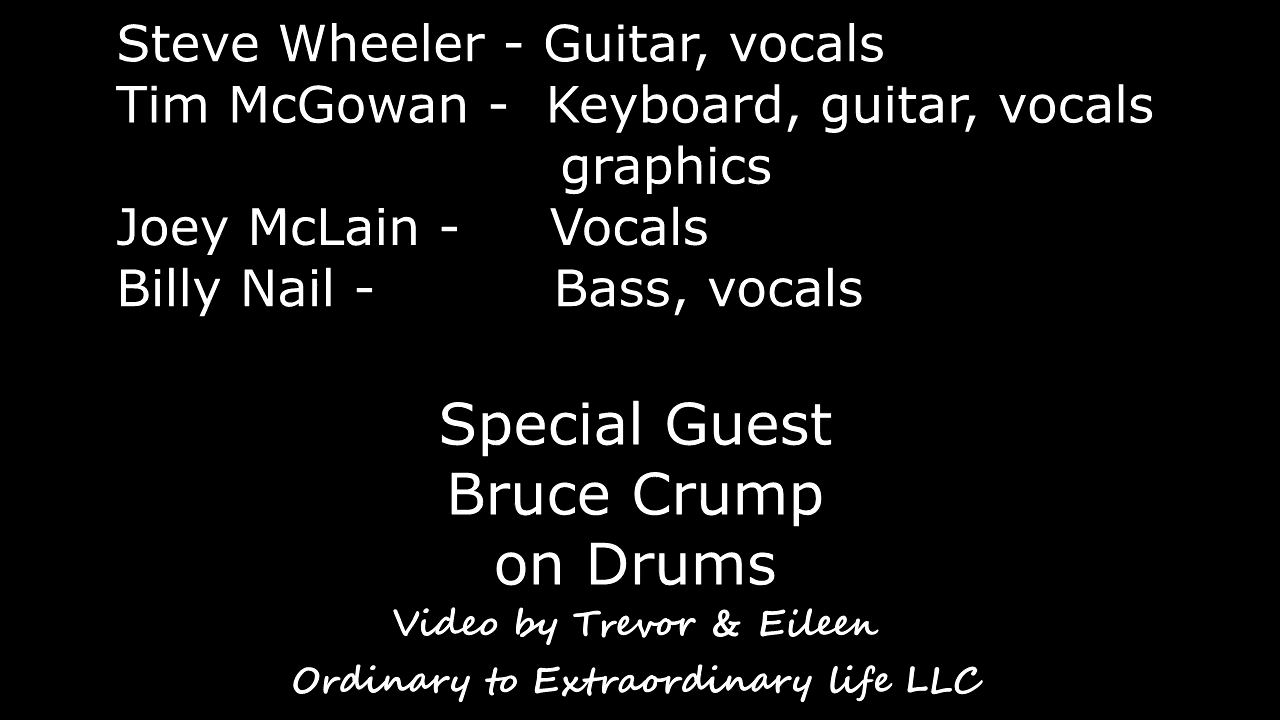 Steve Wheeler - Guitar, vocals
Tim McGowan - Keyboard, guitar, vocals
graphics
Joey McLain - Vocals
Billy Nail - Bass, vocals
Special Guest
Bruce Crump
on Drums
Video by Trevor & Eileen
Ordinary to Extraordinary life LLC